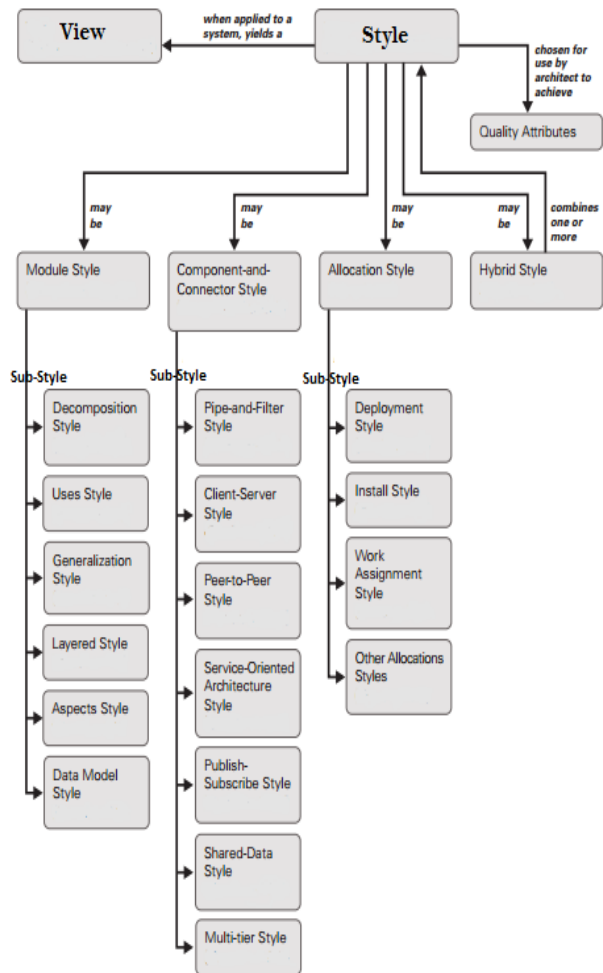 View
when applied to a
system, yields a
Style
chosen for
use by
architect to
achieve
Quality Attributes
may
be
may
be
may
be
may
be
combines
one or
more
Module Style
Component-and-
Connector Style
Allocation Style
Hybrid Style
Sub-Style
Sub-Style
Sub-Style
Decomposition
Style
Uses Style
Generalization
Style
Layered Style
Aspects Style
Data Model
Style
Pipe-and-Filter
Style
Client-Server
Style
Peer-to-Peer
Style
Service-Oriented
Architecture
Style
Publish-
Subscribe Style
Shared-Data
Style
Multi-tier Style
Deployment
Style
Install Style
Work
Assignment
Style
Other Allocations
Styles